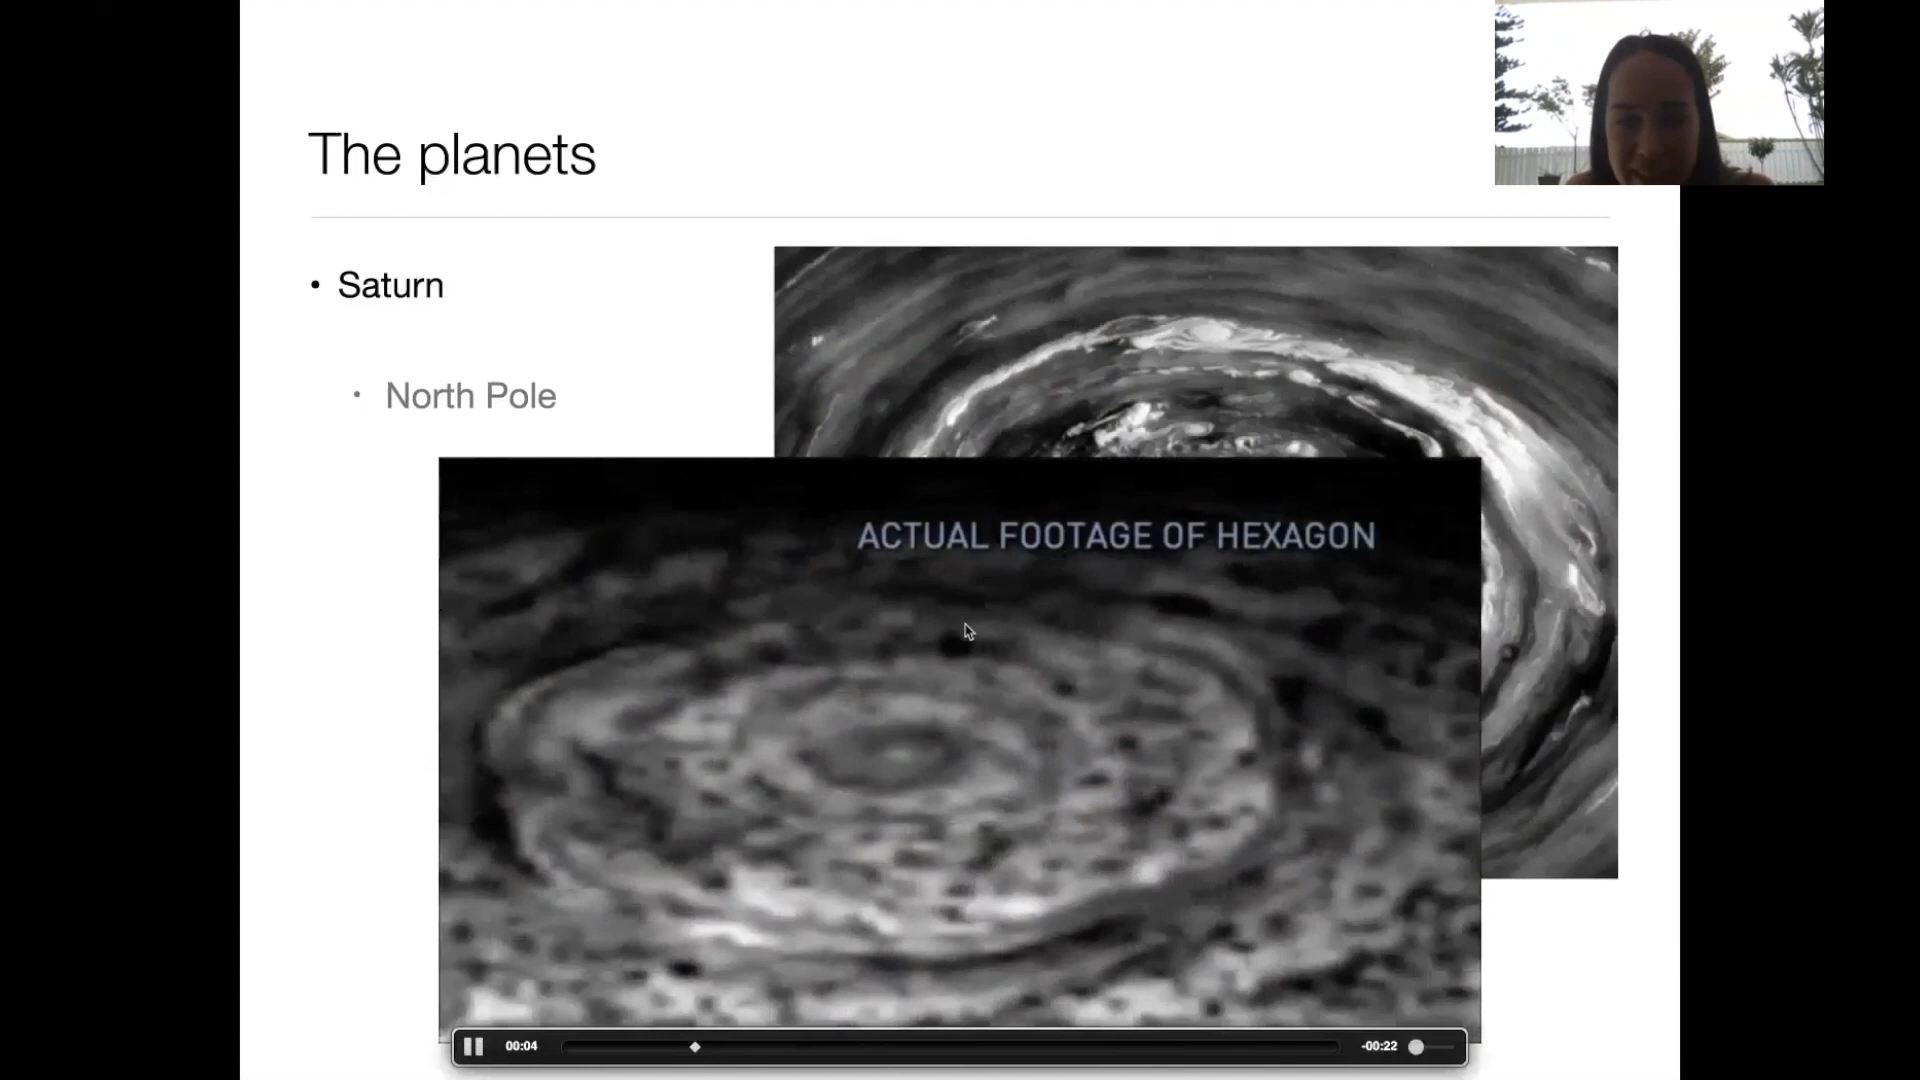 The planets
• Saturn
• North Pole
ACTUAL FOOTAGE OF HEXAGON
00:04
-00:22